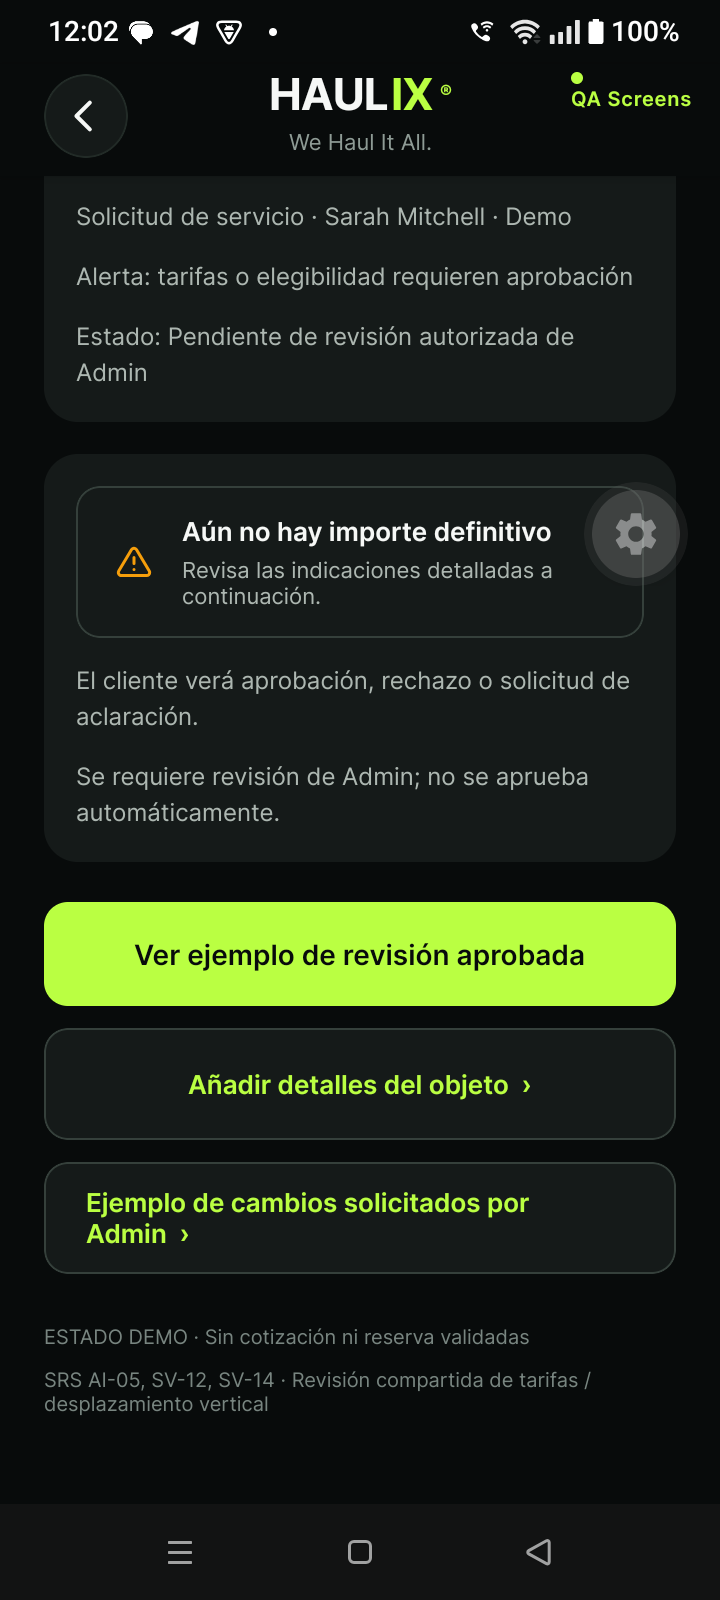 12:02
100%
HAULIX ®
We Haul It All.
QA Screens
Solicitud de servicio · Sarah Mitchell · Demo
Alerta: tarifas o elegibilidad requieren aprobación
Estado: Pendiente de revisión autorizada de
Admin
Aún no hay importe definitivo
Revisa las indicaciones detalladas a
continuación.
El cliente verá aprobación, rechazo o solicitud de
aclaración.
Se requiere revisión de Admin; no se aprueba
automáticamente.
Ver ejemplo de revisión aprobada
Añadir detalles del objeto ›
Ejemplo de cambios solicitados por
Admin ›
ESTADO DEMO · Sin cotización ni reserva validadas
SRS AI-05, SV-12, SV-14 · Revisión compartida de tarifas /
desplazamiento vertical